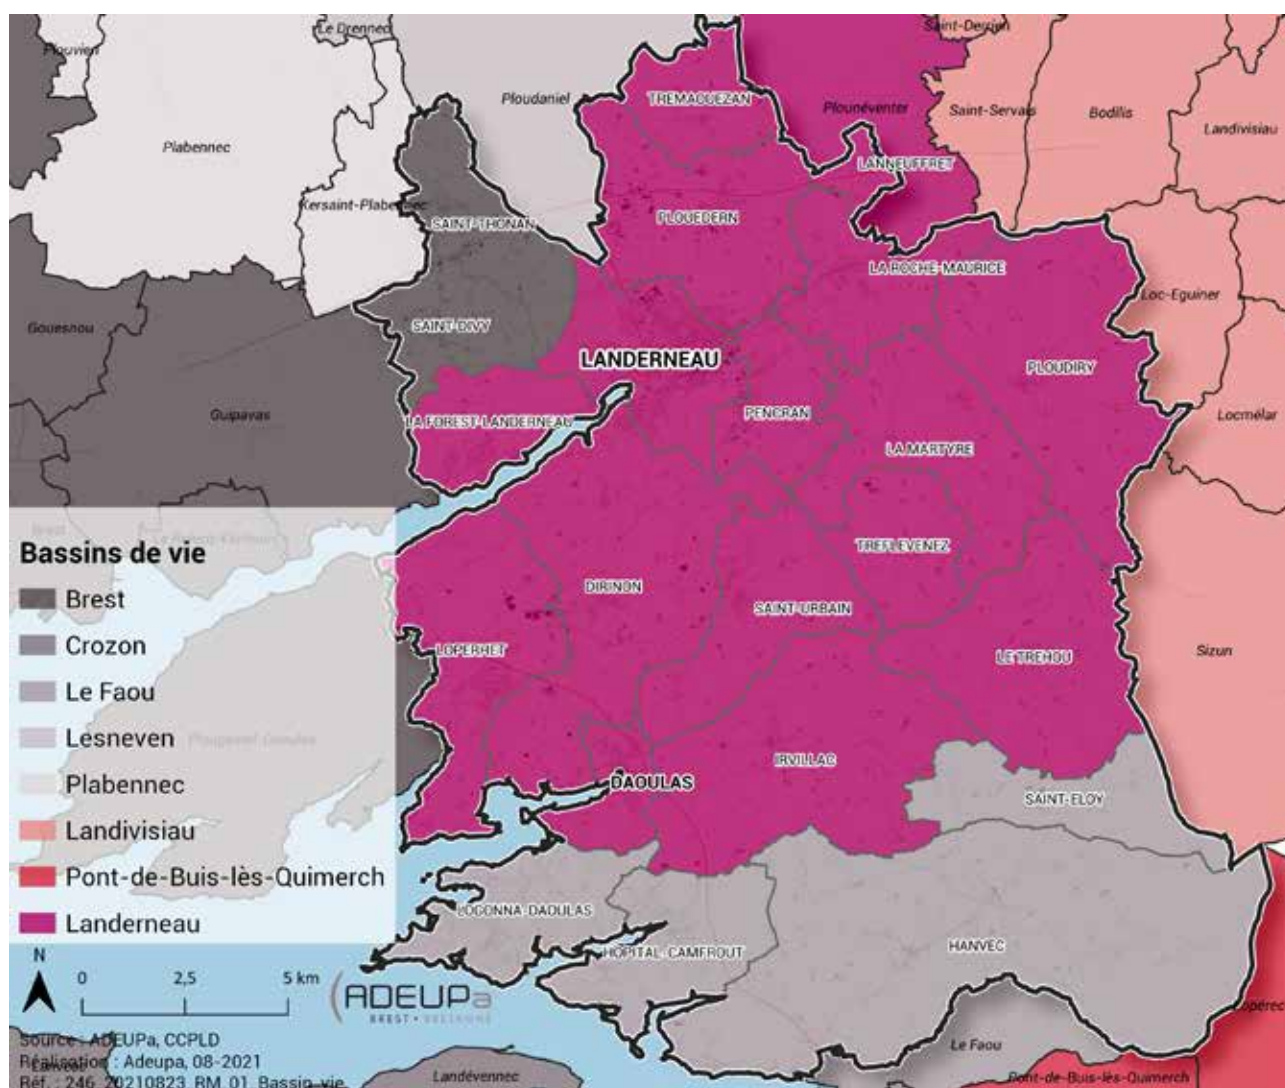 Le Drennec
Saint-Derrien
Plouvien
Ploudaniel
TREMAOUEZAN
Plounéventer
Saint-Servais
Bodilis
Landivisiau
Plabennec
LANNEUFFRET
Kersaint-Plabennec
SAINT-THONAN
PLOUEDERN
LA ROCHE-MAURICE
Loc-Eguiner
Gouesnou
SAINT-DIVY
LANDERNEAU
PLOUDIRY
Guipavas
LA FOREST-LANDERNEAU
PENCRAN
Locmélar
LA MARTYRE
Brest
TREFLEVENEZ
DIRINON
SAINT-URBAIN
LOPERHET
LE TREHOU
Sizun
IRVILLAC
DAOULAS
SAINT-ELOY
LOGONNA-DAOULAS
HOPITAL-CAMFROUT
HANVEC
Le Faou
Pont-de-Buis-lès-Quimerch
Landévennec
Bassins de vie
Brest
Crozon
Le Faou
Lesneven
Plabennec
Landivisiau
Pont-de-Buis-lès-Quimerch
Landerneau
N
0 2,5 5 km
ADEUPa
BREST • BRETAGNE
Source : ADEUPa, CCPLD
Réalisation : Adeupa, 08-2021
Réf. : 246_20210823_RM_01_Bassin_vie